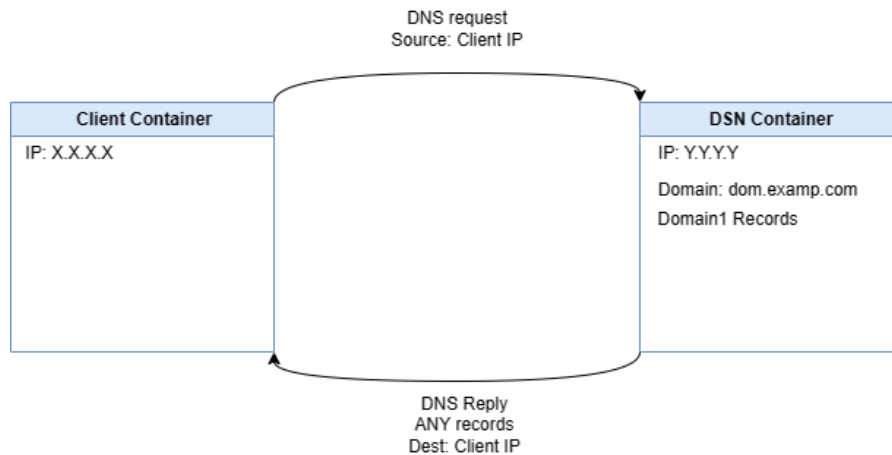 DNS request
Source: Client IP
Client Container
IP: X.X.X.X
DSN Container
IP: Y.Y.Y.Y
Domain: dom.examp.com
Domain1 Records
DNS Reply
ANY records
Dest: Client IP